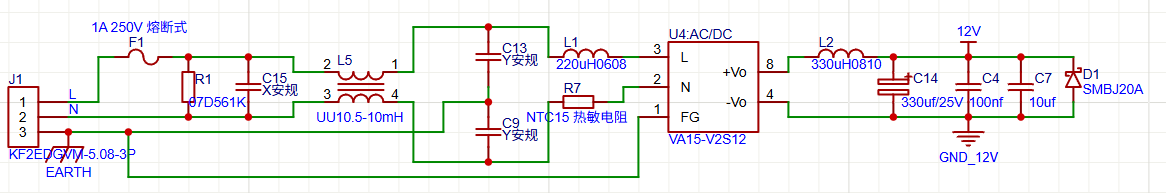 1A 250V 熔断式
F1
J1
1
2
3
L
N
KF2EDGVM-5.08-3P
EARTH
R1
07D561K
C15
X安规
L5
2
1
3
4
UU10.5-10mH
C13
Y安规
C9
Y安规
L1
220uH0608
R7
NTC15 热敏电阻
U4:AC/DC
3
L
2
N
1
FG
+Vo
8
-Vo
4
VA15-V2S12
L2
330uH0810
12V
C14
330uf/25V
C4
100nf
C7
10uf
D1
SMBJ20A
GND_12V